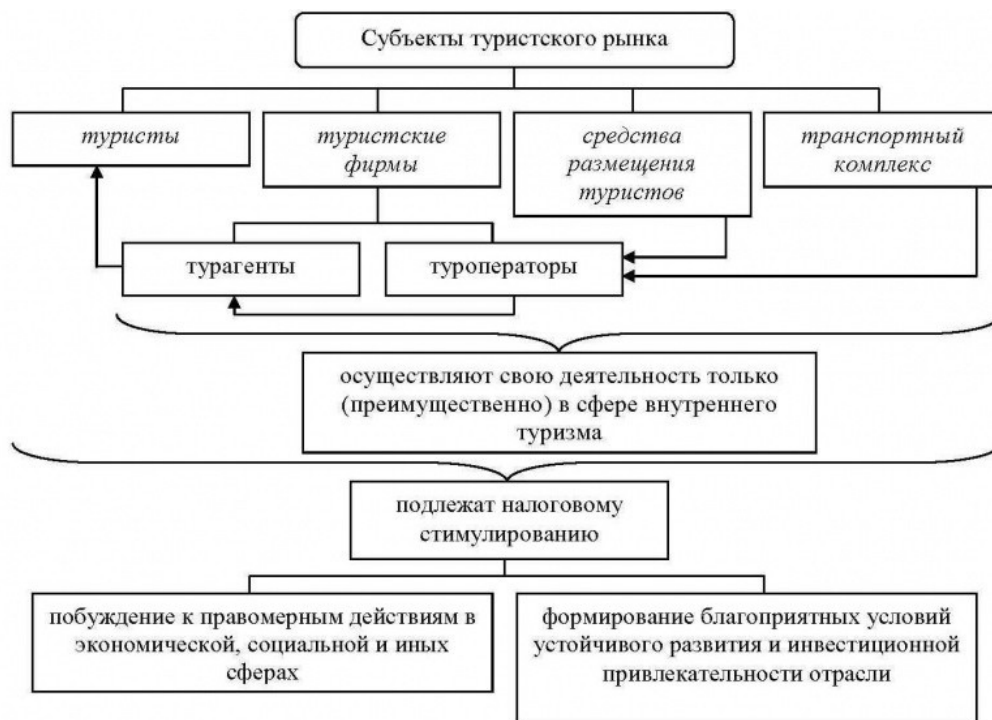 Субъекты туристского рынка
туристы
туристские
фирмы
средства
размещения
туристов
транспортный
комплекс
турагенты
туроператоры
осуществляют свою деятельность только
(преимущественно) в сфере внутреннего
туризма
подлежат налоговому
стимулированию
побуждение к правомерным действиям в
экономической, социальной и иных
сферах
формирование благоприятных условий
устойчивого развития и инвестиционной
привлекательности отрасли